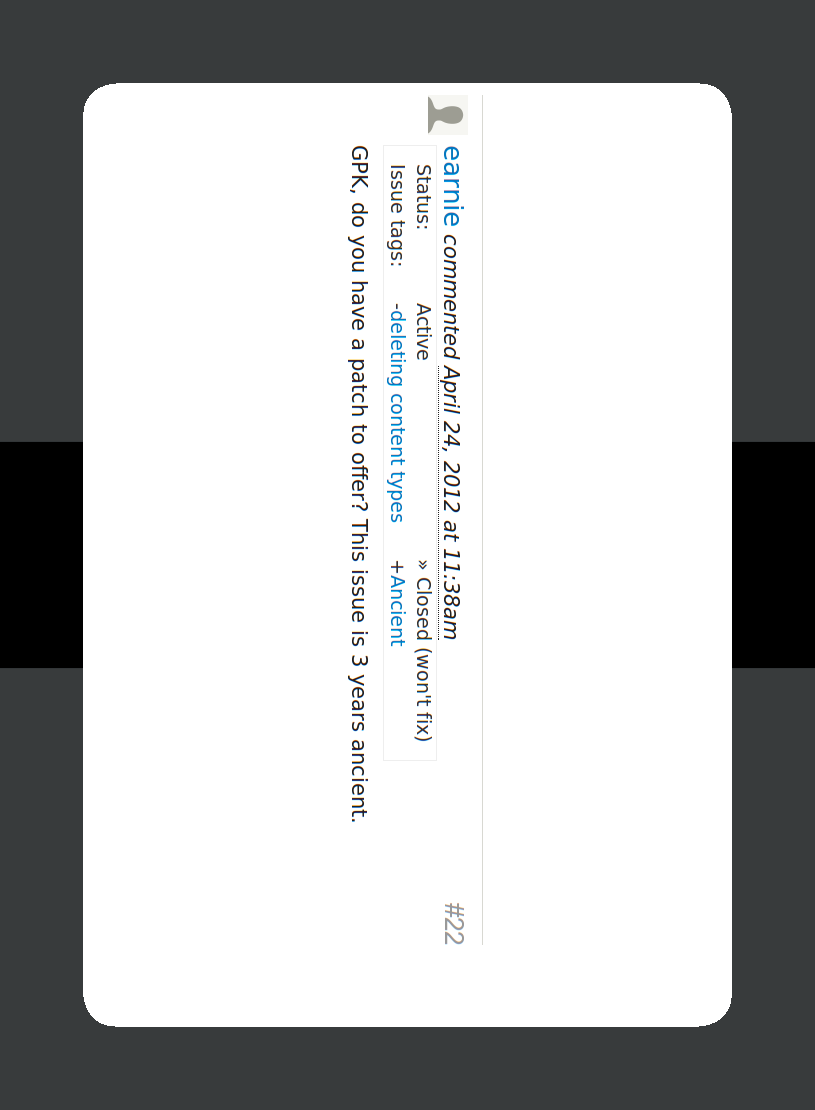 earnie commented April 24, 2012 at 11:38am #22
Status: Active » Closed (won't fix)
Issue tags: -deleting content types +Ancient
GPK, do you have a patch to offer? This issue is 3 years ancient.